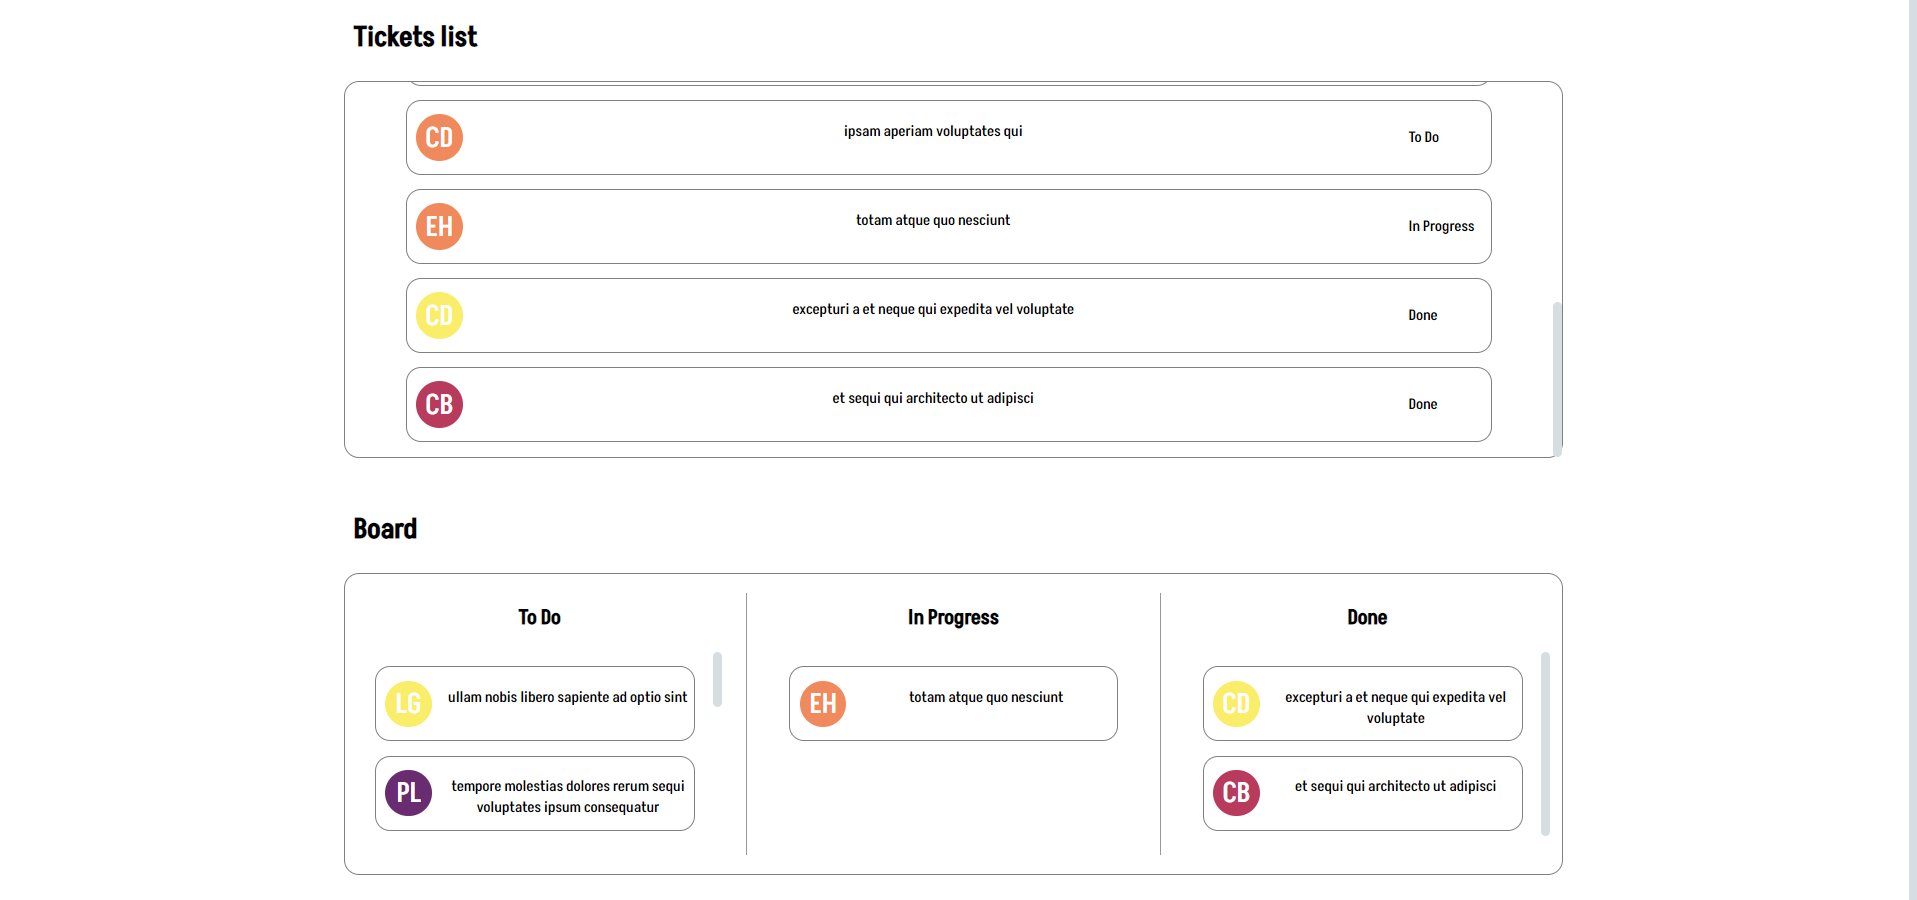 Tickets list
CD ipsam aperiam voluptates qui To Do
EH totam atque quo nesciunt In Progress
CD excepturi a et neque qui expedita vel voluptate Done
CB et sequi qui architecto ut adipisci Done
Board
To Do
LG ullam nobis libero sapiente ad optio sint
PL tempore molestias dolores rerum sequi
voluptates ipsum consequatur
In Progress
EH totam atque quo nesciunt
Done
CD excepturi a et neque qui expedita vel
voluptate
CB et sequi qui architecto ut adipisci